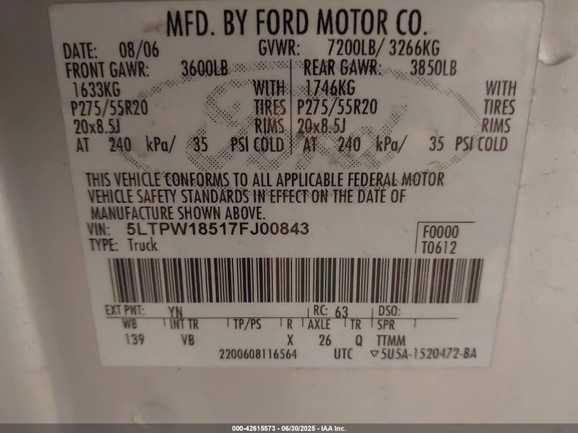 MFD. BY FORD MOTOR CO.
DATE: 08/06 GVWR: 7200LB/ 3266KG
FRONT GAWR: 3600LB REAR GAWR: 3850LB
1633KG WITH 1746KG WITH
P275/55R20 TIRES P275/55R20 TIRES
20x8.5J RIMS 20x8.5J RIMS
AT 240 kPa/ 35 PSI COLD AT 240 kPa/ 35 PSI COLD
Ford
THIS VEHICLE CONFORMS TO ALL APPLICABLE FEDERAL MOTOR
VEHICLE SAFETY STANDARDS IN EFFECT ON THE DATE OF
MANUFACTURE SHOWN ABOVE.
VIN: 5LTPW18517FJ00843 F0000
TYPE: Truck T0612
EXT PNT: YN RC: 63 DSO:
WB INT TR TP/PS R AXLE TR SPR
139 VB X 26 Q TTMM
2200608116564 UTC ▽5U5A-1520472-BA
000-42615573 - 06/30/2025 - IAA Inc.